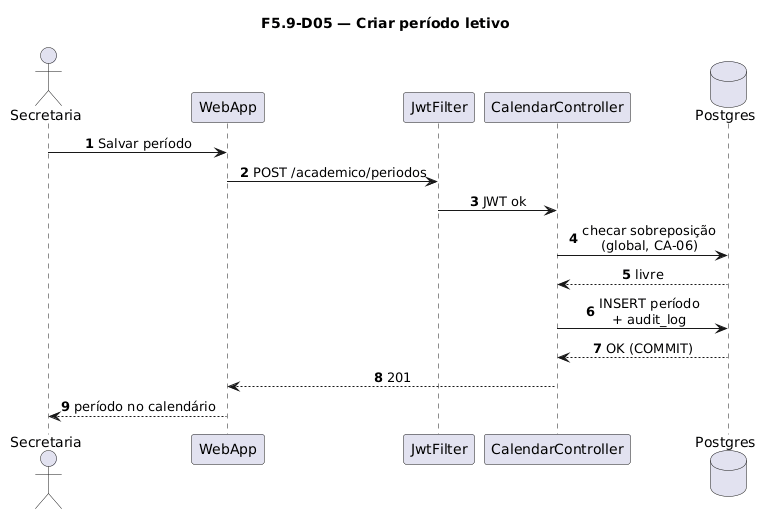 F5.9-D05 — Criar período letivo
Secretaria
WebApp
JwtFilter
CalendarController
Postgres
1 Salvar período
2 POST /academico/periodos
3 JWT ok
4 checar sobreposição
(global, CA-06)
5 livre
6 INSERT período
+ audit_log
7 OK (COMMIT)
8 201
9 período no calendário
Secretaria
WebApp
JwtFilter
CalendarController
Postgres